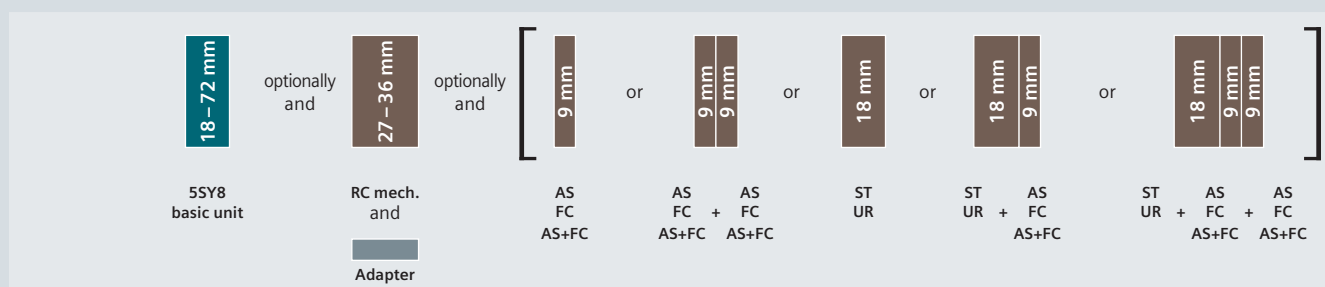 18–72 mm
optionally
and
27–36 mm
optionally
and
9 mm
or
9 mm
9 mm
or
18 mm
or
18 mm
9 mm
or
18 mm
9 mm
9 mm
5SY8
basic unit
RC mech.
and
Adapter
AS
FC
AS+FC
AS AS
FC + FC
AS+FC AS+FC
ST
UR
ST AS
UR + FC
AS+FC
ST AS AS
UR + FC + FC
AS+FC AS+FC